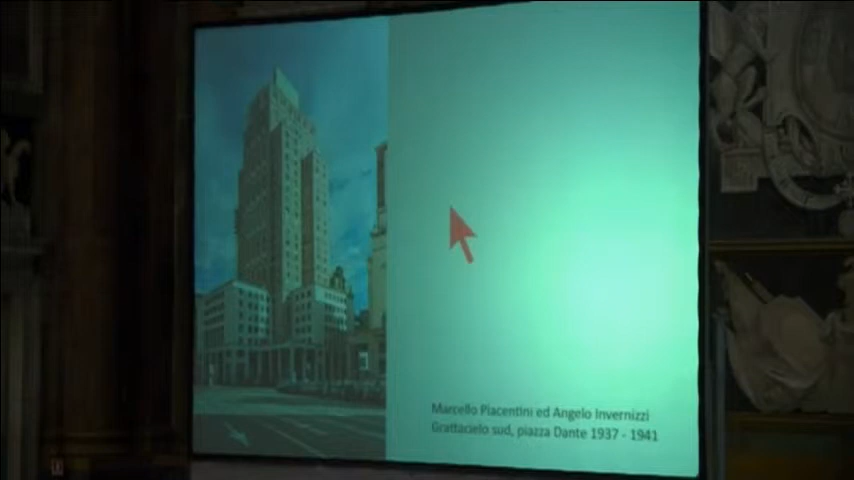 Marcello Piacentini ed Angelo Invernizzi
Grattacielo sud, piazza Dante 1937 - 1941